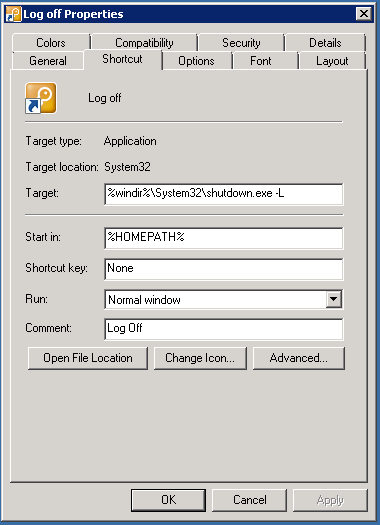 Log off Properties
Colors Compatibility Security Details
General Shortcut Options Font Layout
Log off
Target type: Application
Target location: System32
Target: %windir%\System32\shutdown.exe -L
Start in: %HOMEPATH%
Shortcut key: None
Run: Normal window
Comment: Log Off
Open File Location Change Icon... Advanced...
OK Cancel Apply